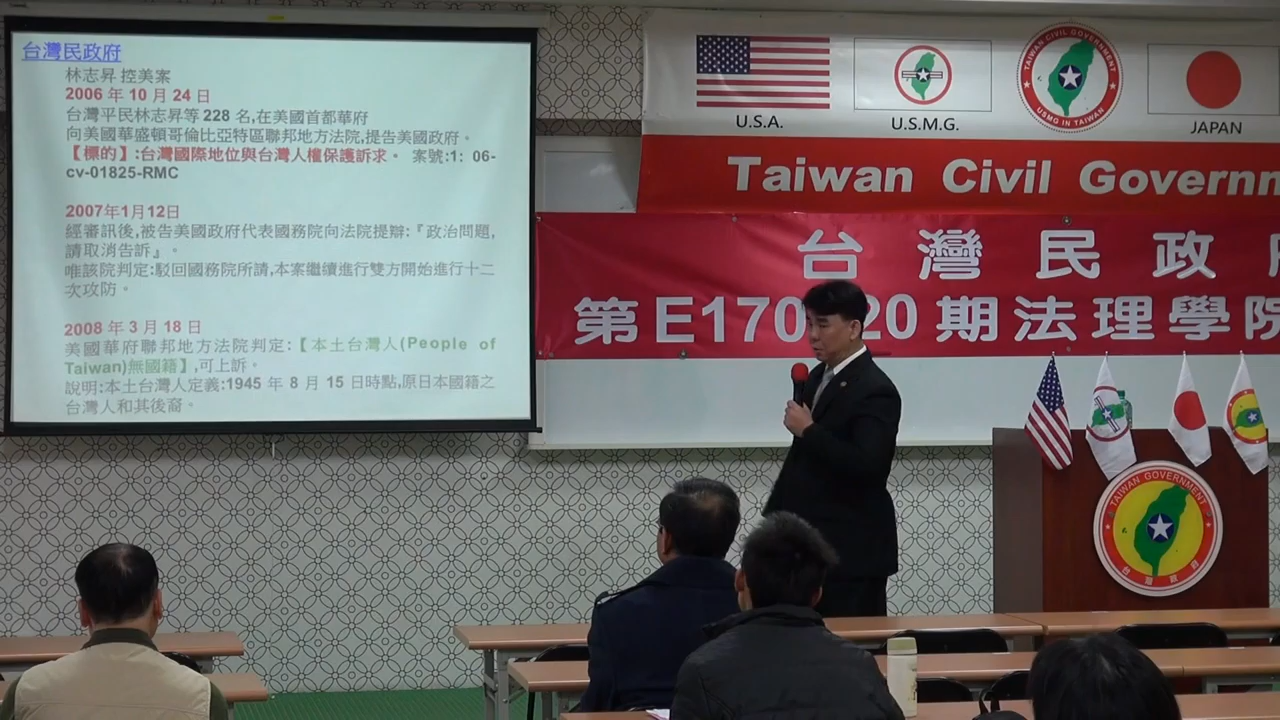 台灣民政府
林志昇 控美案
2006 年 10 月 24 日
台灣平民林志昇等 228 名,在美國首都華府
向美國華盛頓哥倫比亞特區聯邦地方法院,提告美國政府。
【標的】:台灣國際地位與台灣人權保護訴求。 案號:1: 06-
cv-01825-RMC
2007年1月12日
經審訊後,被告美國政府代表國務院向法院提辯:『政治問題,
請取消告訴』。
唯該院判定:駁回國務院所請,本案繼續進行雙方開始進行十二
次攻防。
2008 年 3 月 18 日
美國華府聯邦地方法院判定:【本土台灣人(People of
Taiwan)無國籍】,可上訴。
說明:本土台灣人定義:1945 年 8 月 15 日時點,原日本國籍之
台灣人和其後裔。
U.S.A.
U.S.M.G.
TAIWAN CIVIL GOVERNMENT
USMG IN TAIWAN
JAPAN
Taiwan Civil Governm
台灣民政府
第E170 20期法理學院
TAIWAN GOVERNMENT
台灣政府